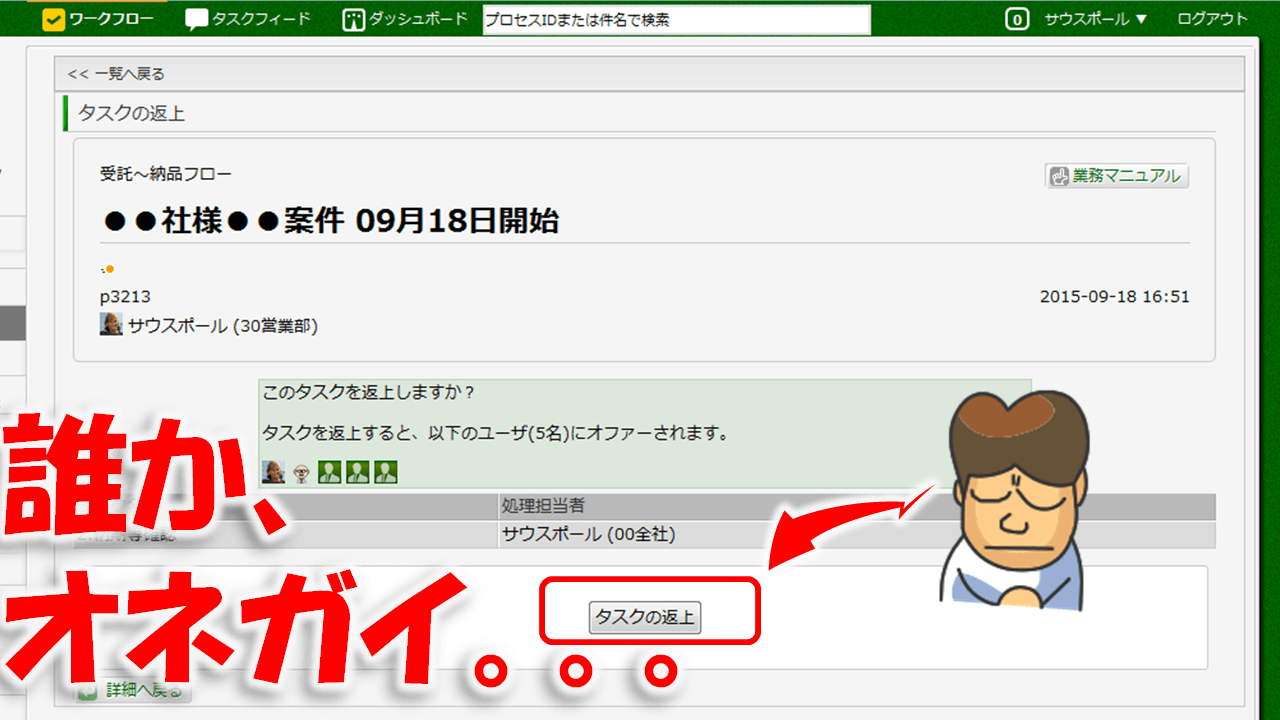 ワークフロー タスクフィード ダッシュボード プロセスIDまたは件名で検索 0 サウスポール ▼ ログアウト
<< 一覧へ戻る
タスクの返上
受託～納品フロー
業務マニュアル
●●社様●●案件 09月18日開始
p3213
2015-09-18 16:51
サウスポール (30営業部)
このタスクを返上しますか？
タスクを返上すると、以下のユーザ(5名)にオファーされます。
処理担当者
サウスポール (00全社)
誰か、
オネガイ。。。
タスクの返上
詳細へ戻る